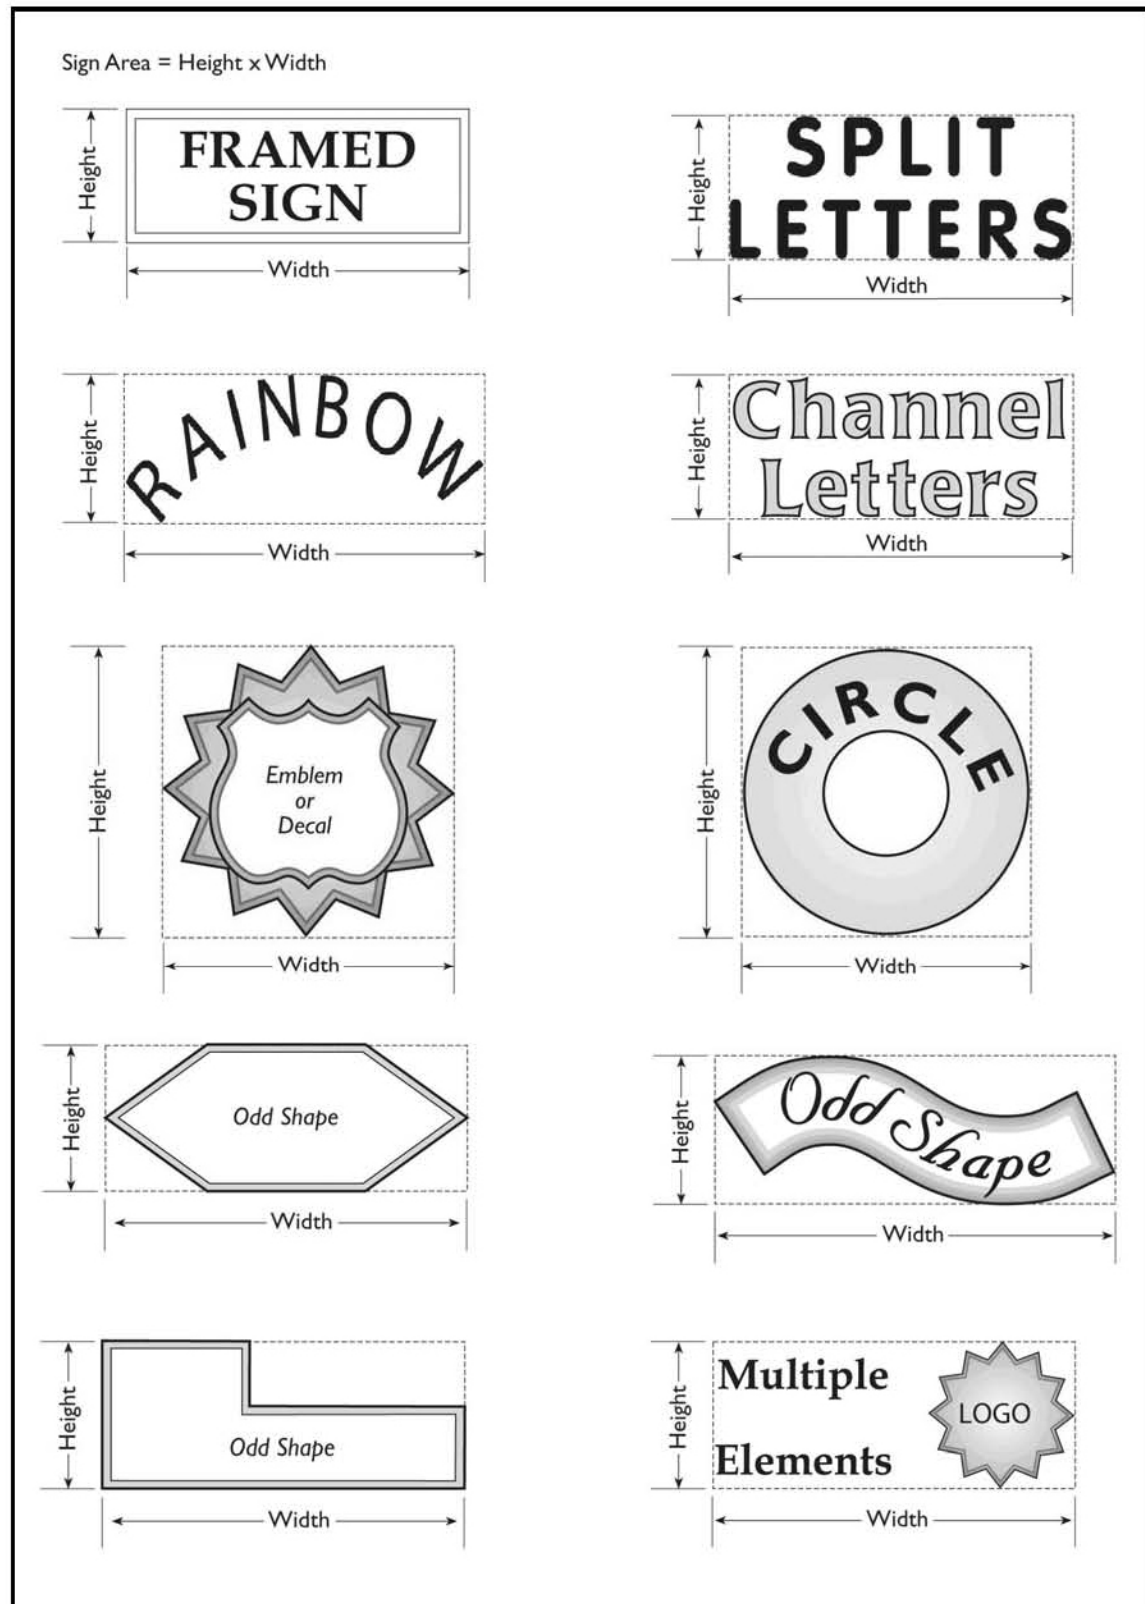 Sign Area = Height x Width
Height
FRAMED
SIGN
Width
Height
SPLIT
LETTERS
Width
Height
RAINBOW
Width
Height
Channel
Letters
Width
Height
Emblem
or
Decal
Width
Height
CIRCLE
Width
Height
Odd Shape
Width
Height
Odd Shape
Width
Height
Odd Shape
Width
Height
Multiple
Elements
LOGO
Width